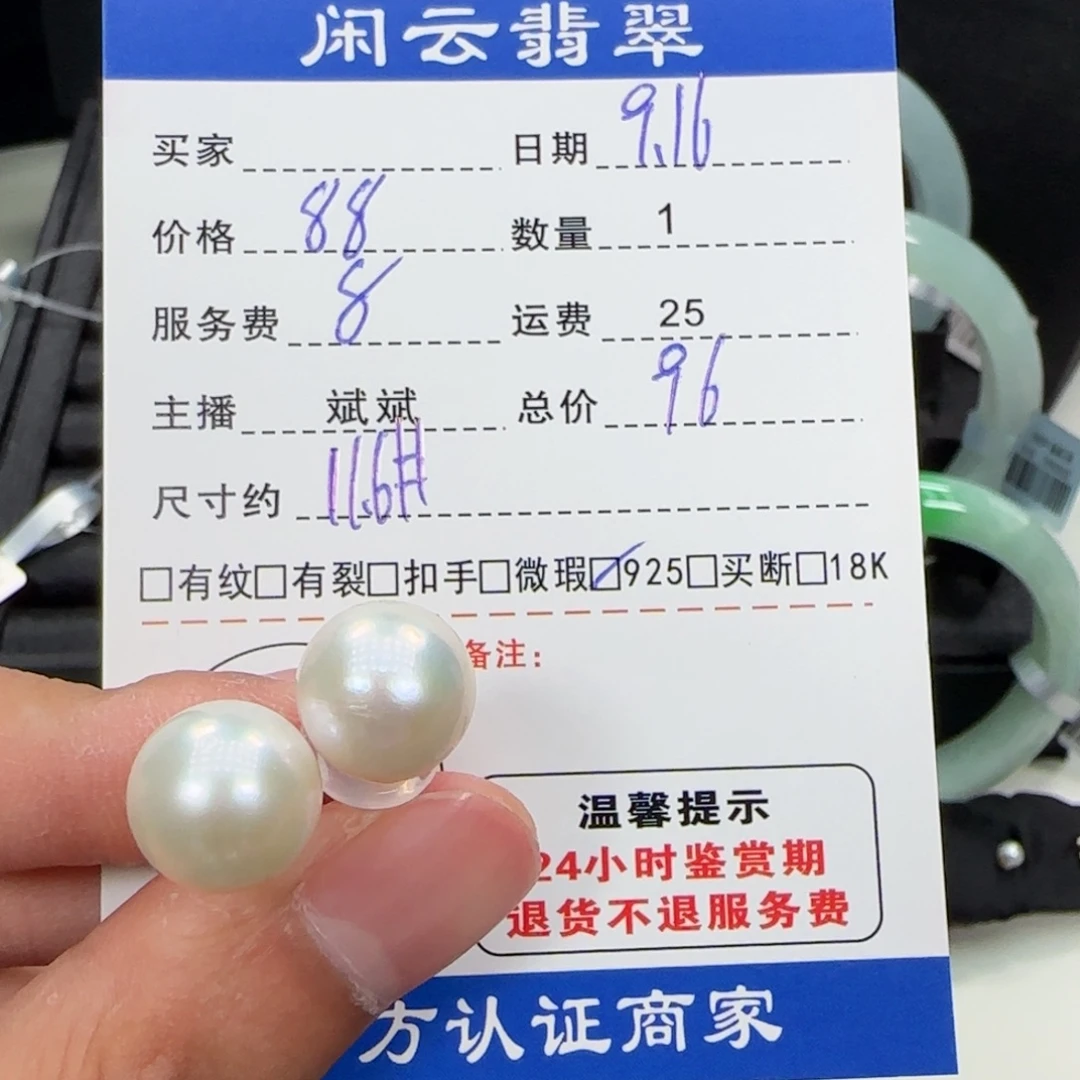 闲云翡翠
买家 日期 9.16
价格 88 数量 1
服务费 8 运费 25
主播 斌斌 总价 96
尺寸约 11.6H
□有纹□有裂□扣手□微瑕☑925□买断□18K
备注：
温馨提示
24小时鉴赏期
退货不退服务费
方认证商家